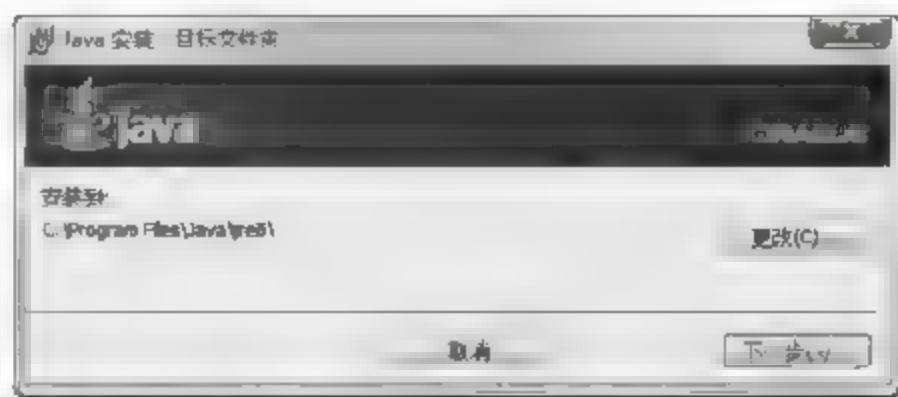 Java 安装 目标文件夹
Java
安装到:
C:\Program Files\Java\jre6\
更改(C)
取消
下一步(N)